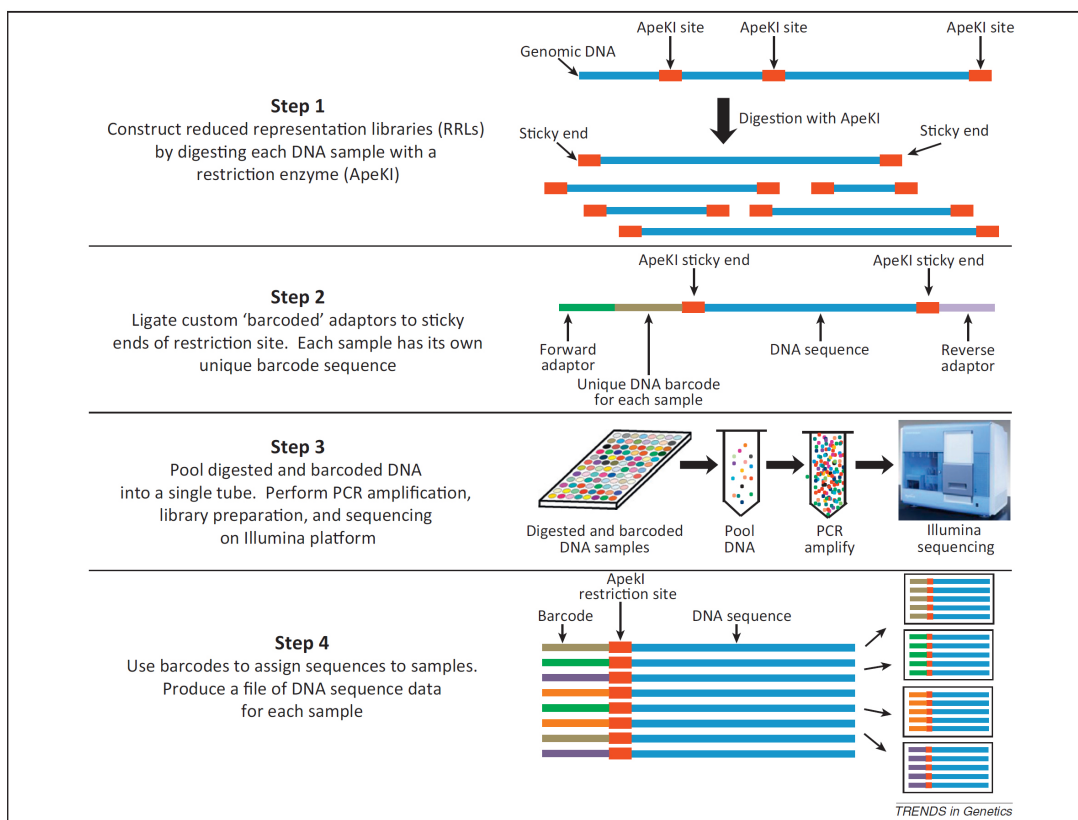 ApeKI site ApeKI site ApeKI site
Genomic DNA
Step 1
Construct reduced representation libraries (RRLs)
by digesting each DNA sample with a
restriction enzyme (ApeKI)
Digestion with ApeKI
Sticky end
Sticky end
ApeKI sticky end ApeKI sticky end
Step 2
Ligate custom ‘barcoded’ adaptors to sticky
ends of restriction site. Each sample has its own
unique barcode sequence
Forward
adaptor
Unique DNA barcode
for each sample
DNA sequence
Reverse
adaptor
Step 3
Pool digested and barcoded DNA
into a single tube. Perform PCR amplification,
library preparation, and sequencing
on Illumina platform
Digested and barcoded
DNA samples
Pool
DNA
PCR
amplify
Illumina
sequencing
Step 4
Use barcodes to assign sequences to samples.
Produce a file of DNA sequence data
for each sample
Barcode
ApekI
restriction site
DNA sequence
TRENDS in Genetics